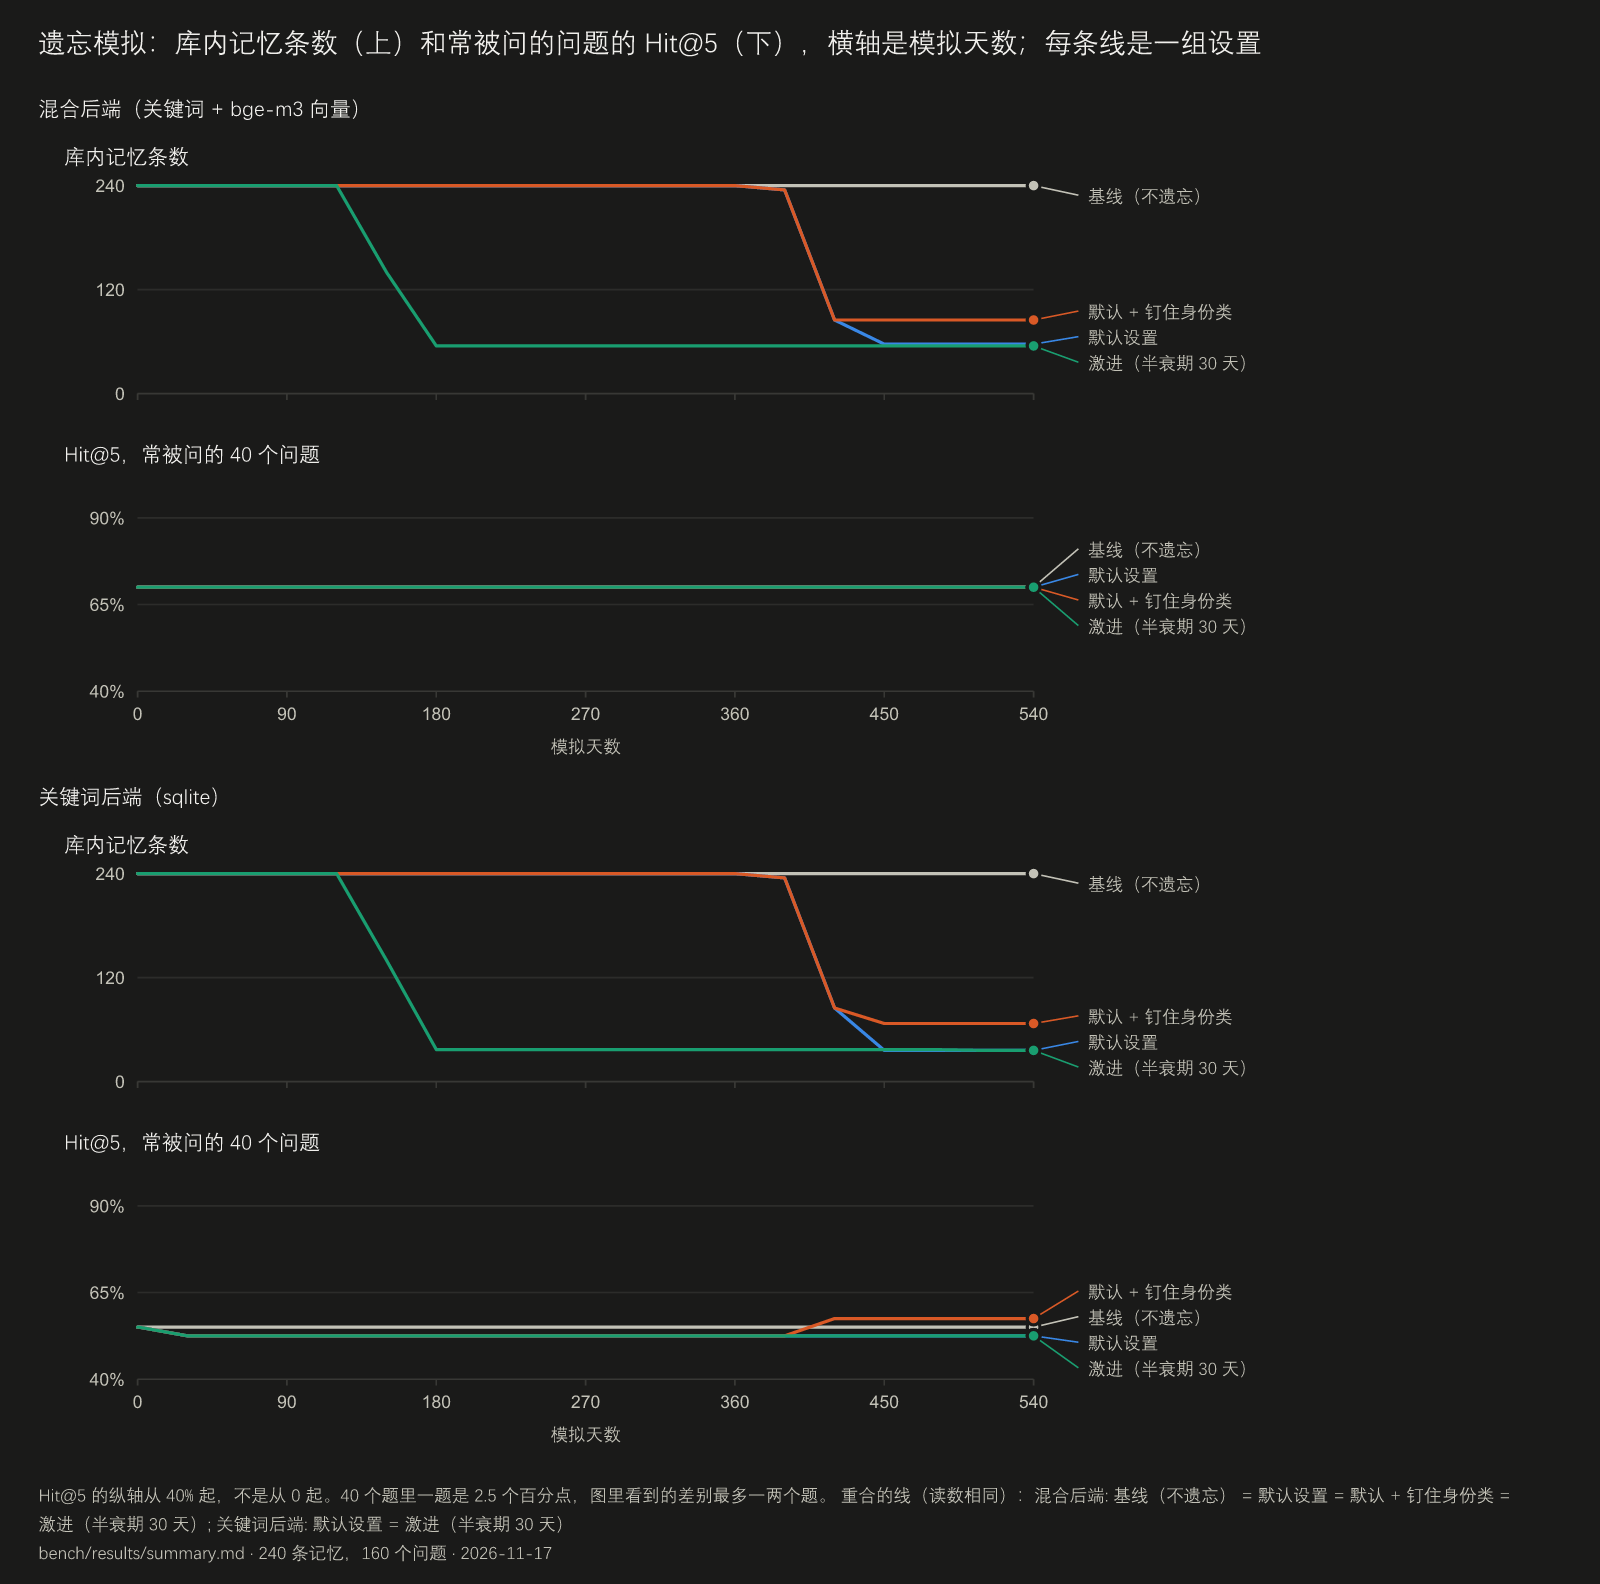 遗忘模拟：库内记忆条数（上）和常被问的问题的 Hit@5（下），横轴是模拟天数；每条线是一组设置
混合后端（关键词 + bge-m3 向量）
库内记忆条数
240
120
0
基线（不遗忘）
默认 + 钉住身份类
默认设置
激进（半衰期 30 天）
Hit@5，常被问的 40 个问题
90%
65%
40%
基线（不遗忘）
默认设置
默认 + 钉住身份类
激进（半衰期 30 天）
0 90 180 270 360 450 540
模拟天数
关键词后端（sqlite）
库内记忆条数
240
120
0
基线（不遗忘）
默认 + 钉住身份类
默认设置
激进（半衰期 30 天）
Hit@5，常被问的 40 个问题
90%
65%
40%
默认 + 钉住身份类
基线（不遗忘）
默认设置
激进（半衰期 30 天）
0 90 180 270 360 450 540
模拟天数
Hit@5 的纵轴从 40% 起，不是从 0 起。40 个题里一题是 2.5 个百分点，图里看到的差别最多一两个题。 重合的线（读数相同）：混合后端: 基线（不遗忘） = 默认设置 = 默认 + 钉住身份类 =
激进（半衰期 30 天）; 关键词后端: 默认设置 = 激进（半衰期 30 天）
bench/results/summary.md · 240 条记忆，160 个问题 · 2026-11-17